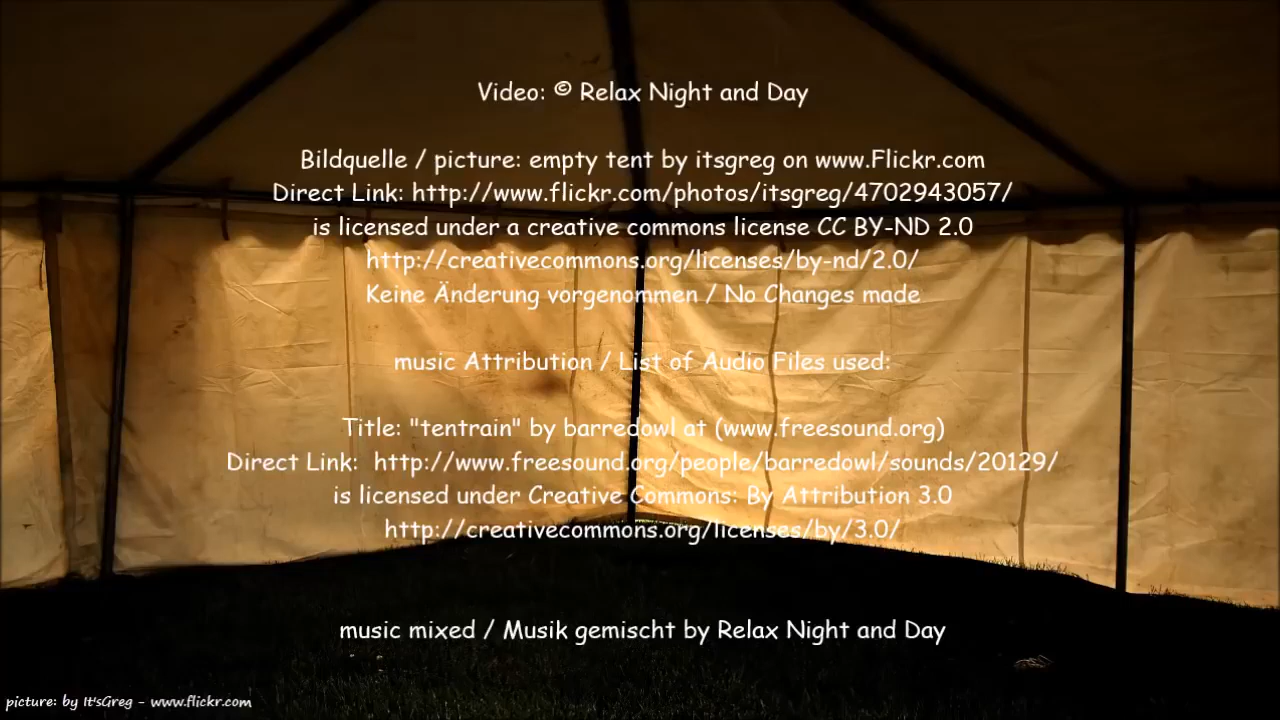 Video: © Relax Night and Day
Bildquelle / picture: empty tent by itsgreg on www.Flickr.com
Direct Link: http://www.flickr.com/photos/itsgreg/4702943057/
is licensed under a creative commons license CC BY-ND 2.0
http://creativecommons.org/licenses/by-nd/2.0/
Keine Änderung vorgenommen / No Changes made
music Attribution / List of Audio Files used:
Title: "tentrain" by barredowl at (www.freesound.org)
Direct Link: http://www.freesound.org/people/barredowl/sounds/20129/
is licensed under Creative Commons: By Attribution 3.0
http://creativecommons.org/licenses/by/3.0/
music mixed / Musik gemischt by Relax Night and Day
picture: by It'sGreg - www.flickr.com